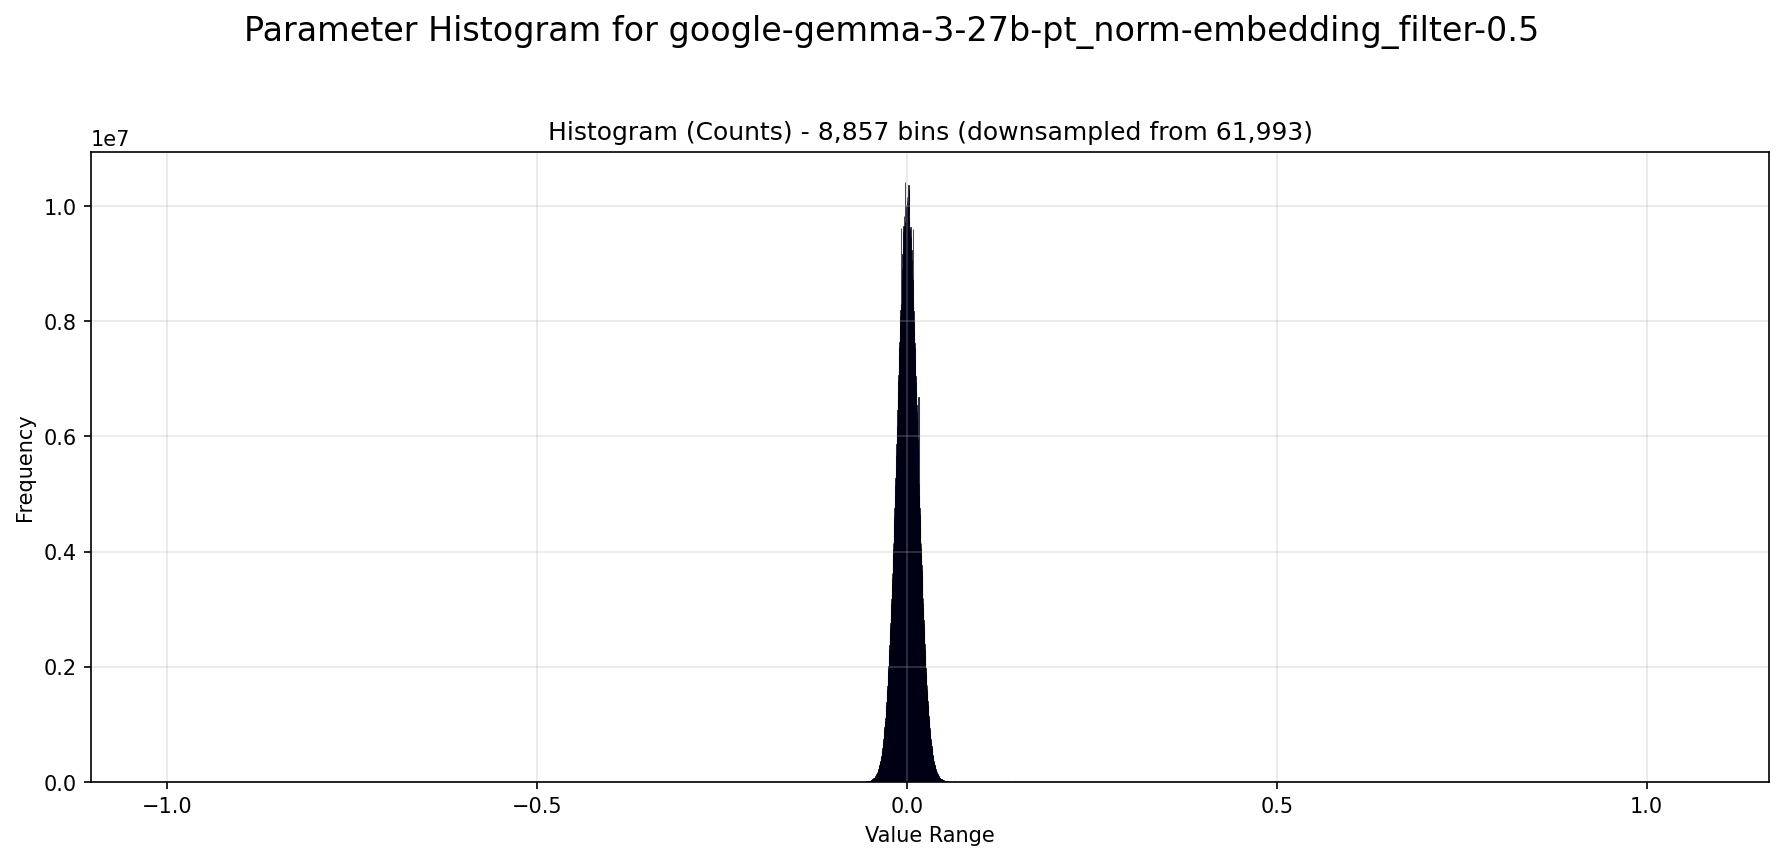 Parameter Histogram for google-gemma-3-27b-pt_norm-embedding_filter-0.5
Histogram (Counts) - 8,857 bins (downsampled from 61,993)
1e7
1.0
0.8
0.6
0.4
0.2
0.0
Frequency
−1.0 −0.5 0.0 0.5 1.0
Value Range